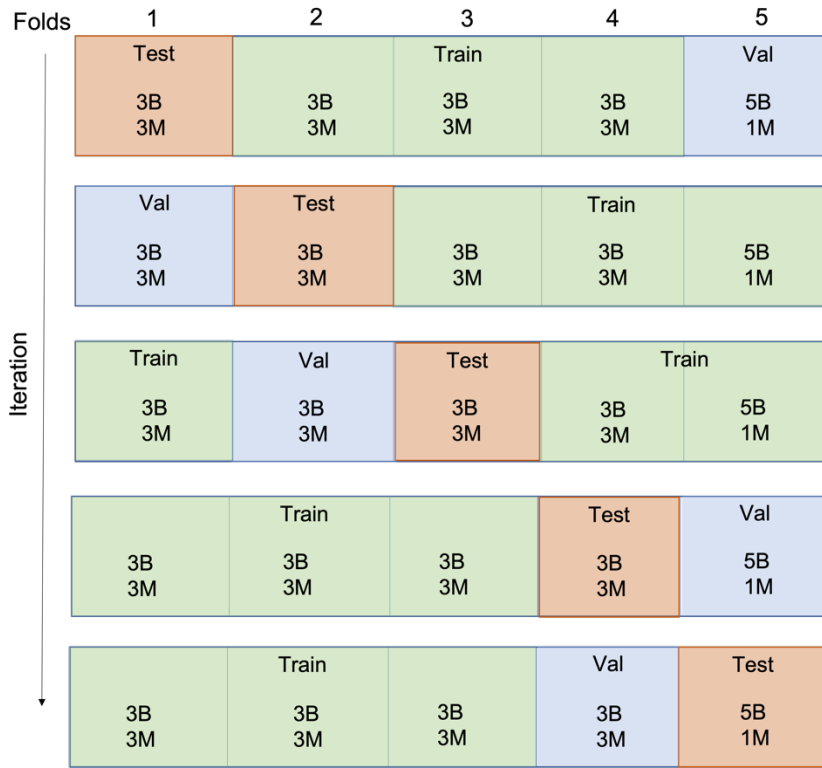 Folds 1 2 3 4 5
Test Train Val
3B 3B 3B 3B 5B
3M 3M 3M 3M 1M
Val Test Train
3B 3B 3B 3B 5B
3M 3M 3M 3M 1M
Iteration
Train Val Test Train
3B 3B 3B 3B 5B
3M 3M 3M 3M 1M
Train Test Val
3B 3B 3B 3B 5B
3M 3M 3M 3M 1M
Train Val Test
3B 3B 3B 3B 5B
3M 3M 3M 3M 1M